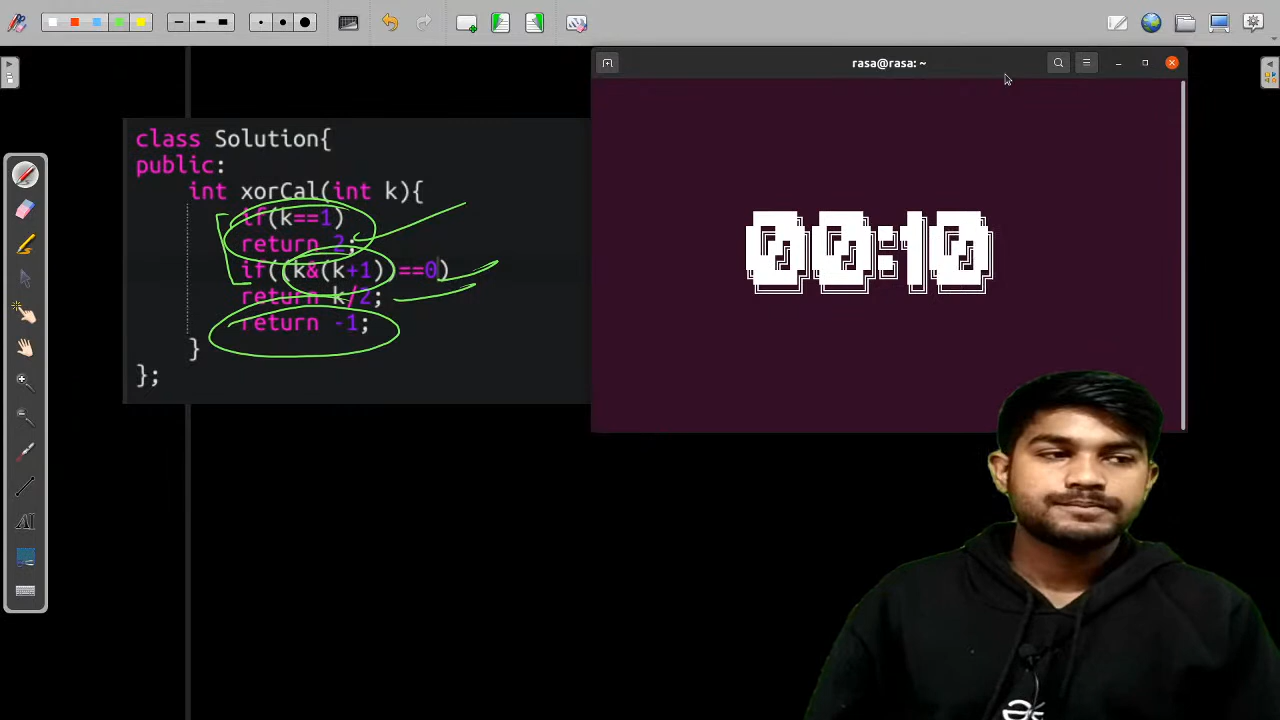 rasa@rasa: ~
class Solution{
public:
int xorCal(int k){
if(k==1)
return 2;
if((k&(k+1))==0)
return k/2;
return -1;
}
};
00:10